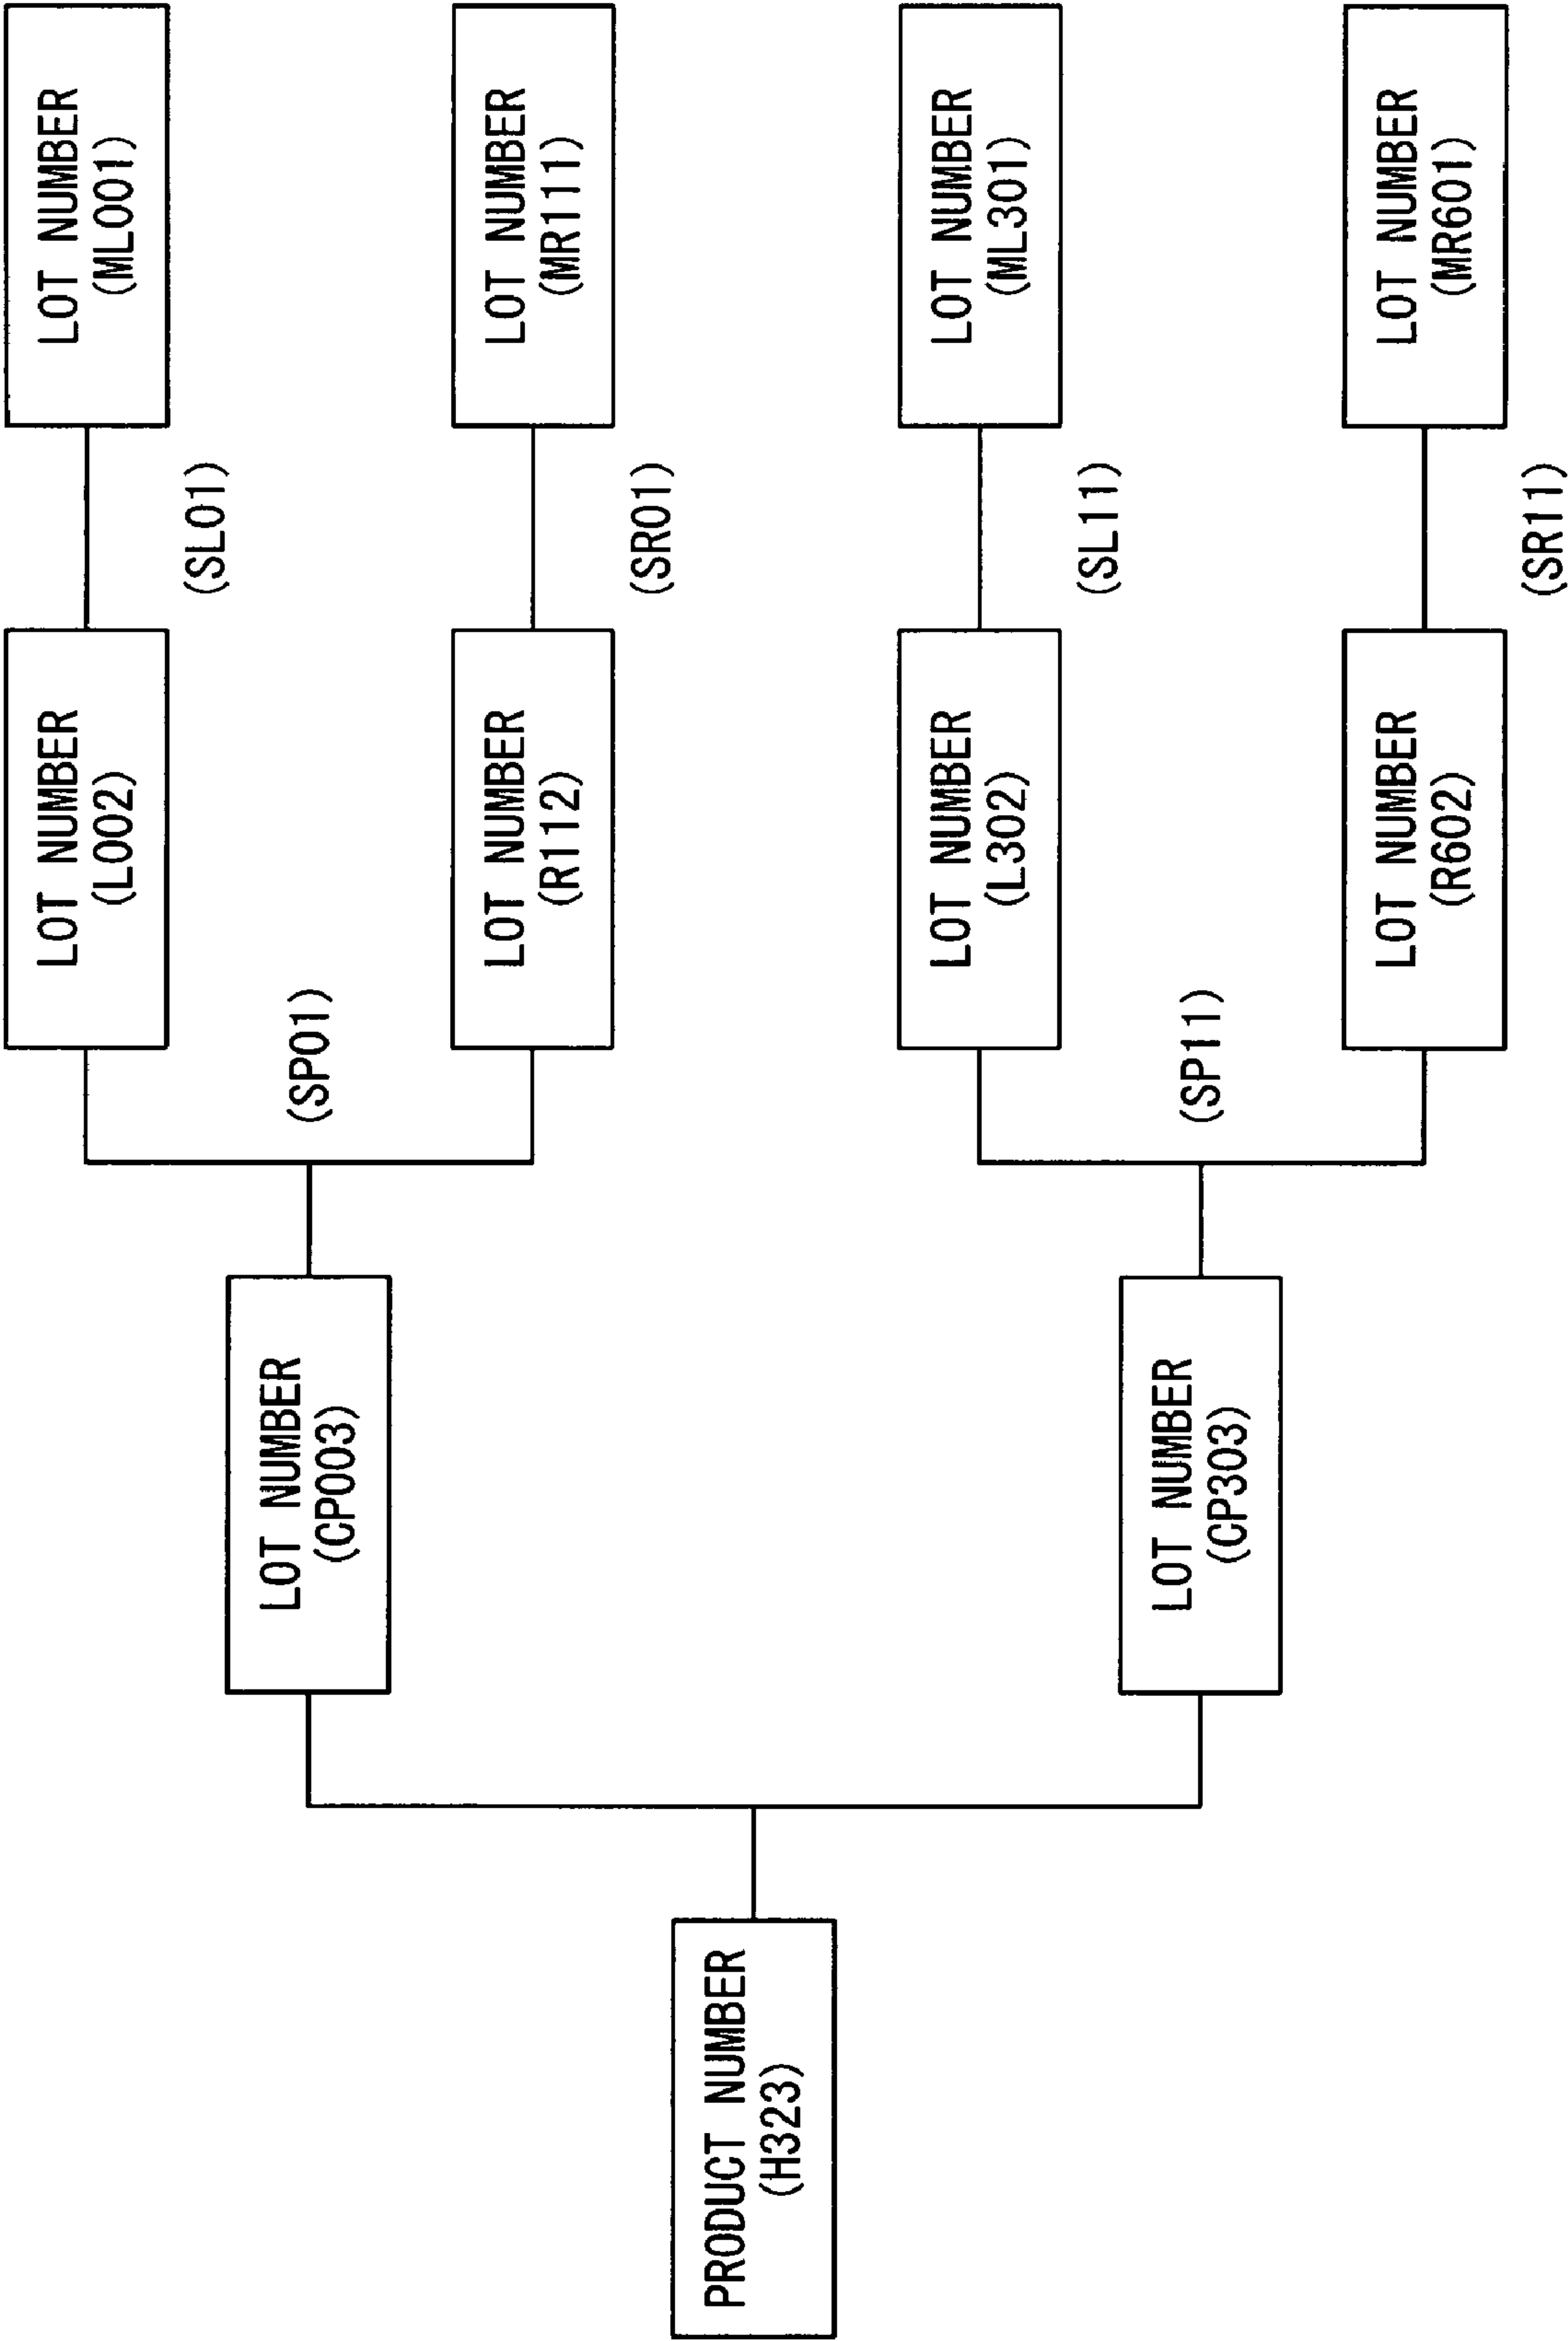 LOT NUMBER
(L002)
LOT NUMBER
(ML001)
(SL01)
LOT NUMBER
(CP003)
(SP01)
LOT NUMBER
(R112)
LOT NUMBER
(MR111)
(SR01)
PRODUCT NUMBER
(H323)
LOT NUMBER
(L302)
LOT NUMBER
(ML301)
(SL11)
LOT NUMBER
(CP303)
(SP11)
LOT NUMBER
(R602)
LOT NUMBER
(MR601)
(SR11)